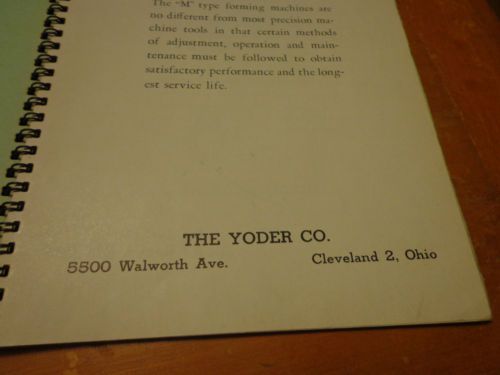 The "M" type forming machines are
no different from most precision ma-
chine tools in that certain methods
of adjustment, operation and main-
tenance must be followed to obtain
satisfactory performance and the long-
est service life.
THE YODER CO.
5500 Walworth Ave. Cleveland 2, Ohio